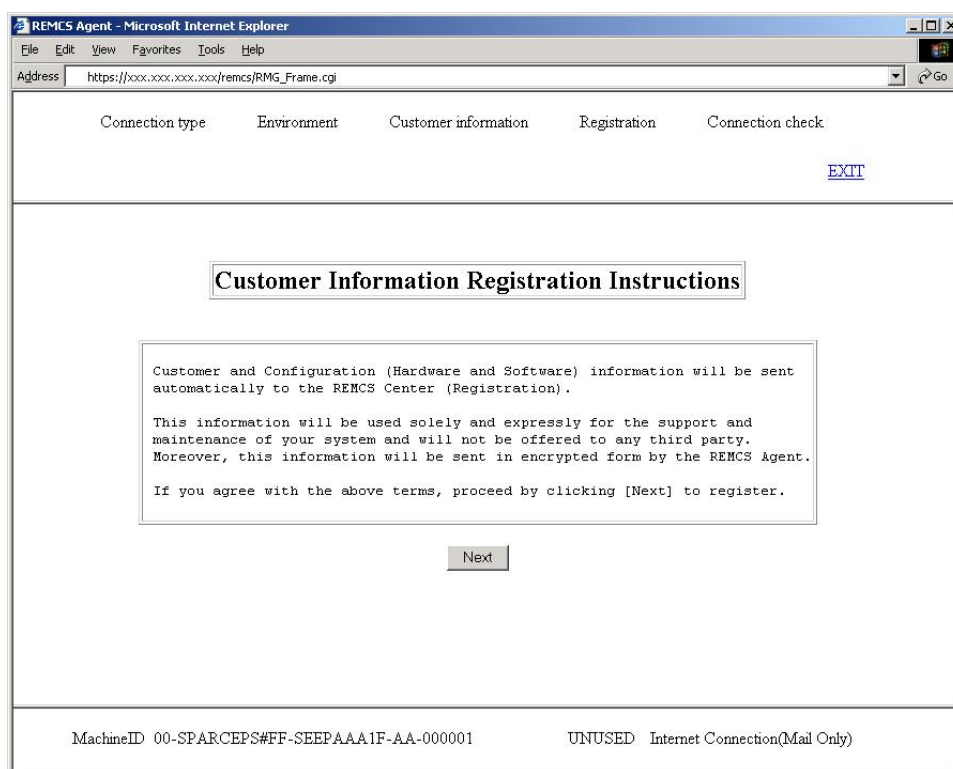 REMCS Agent - Microsoft Internet Explorer
File Edit View Favorites Tools Help
Address https://xxx.xxx.xxx.xxx/remcs/RMG_Frame.cgi Go
Connection type Environment Customer information Registration Connection check
EXIT
Customer Information Registration Instructions
Customer and Configuration (Hardware and Software) information will be sent
automatically to the REMCS Center (Registration).
This information will be used solely and expressly for the support and
maintenance of your system and will not be offered to any third party.
Moreover, this information will be sent in encrypted form by the REMCS Agent.
If you agree with the above terms, proceed by clicking [Next] to register.
Next
MachineID 00-SPARCEPS#FF-SEEPAAA1F-AA-000001 UNUSED Internet Connection(Mail Only)